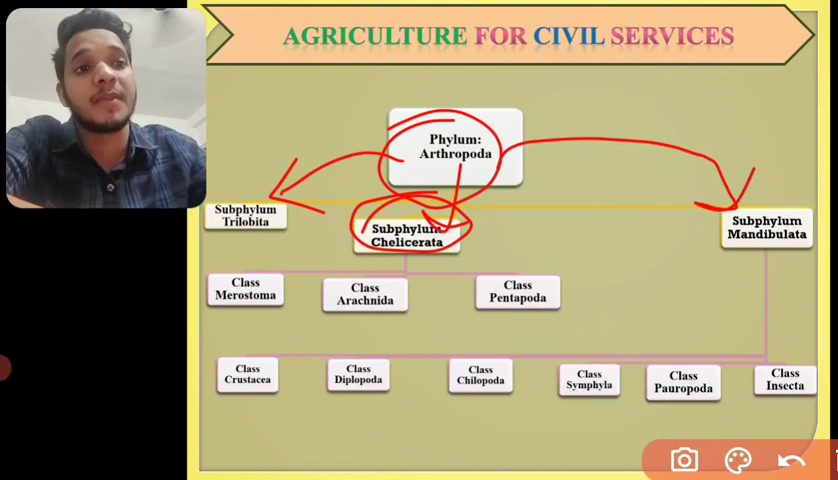 AGRICULTURE FOR CIVIL SERVICES
Phylum:
Arthropoda
Subphylum
Trilobita
Subphylum
Chelicerata
Subphylum
Mandibulata
Class
Merostoma
Class
Arachnida
Class
Pentapoda
Class
Crustacea
Class
Diplopoda
Class
Chilopoda
Class
Symphyla
Class
Pauropoda
Class
Insecta